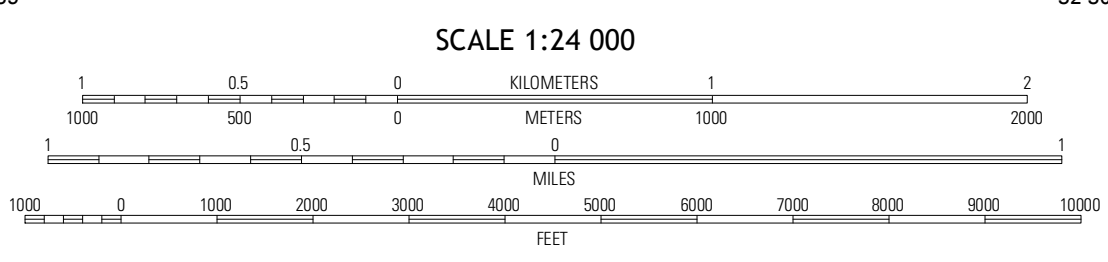 SCALE 1:24 000
1 0.5 0 KILOMETERS 1 2
1000 500 0 METERS 1000 2000
1 0.5 0 1
MILES
1000 0 1000 2000 3000 4000 5000 6000 7000 8000 9000 10000
FEET